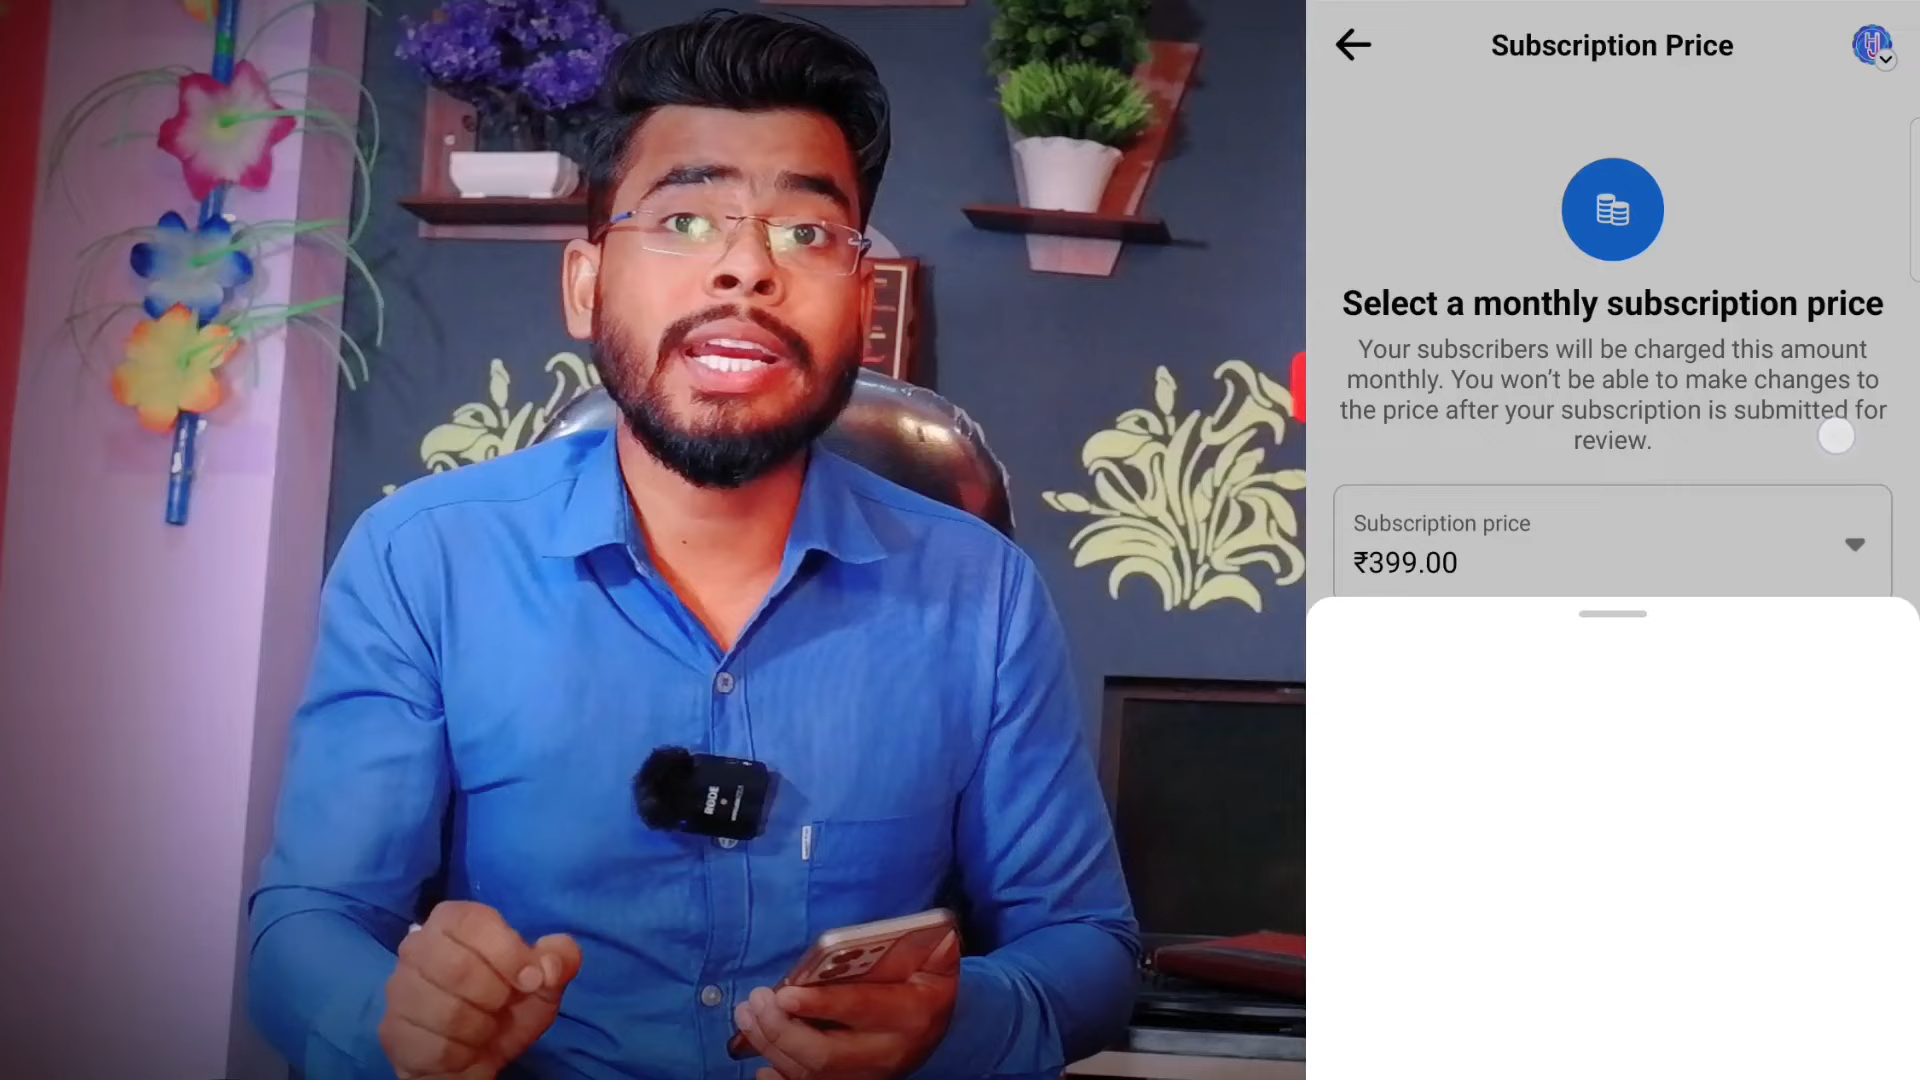 Subscription Price
Select a monthly subscription price
Your subscribers will be charged this amount
monthly. You won’t be able to make changes to
the price after your subscription is submitted for
review.
Subscription price
₹399.00
RODE